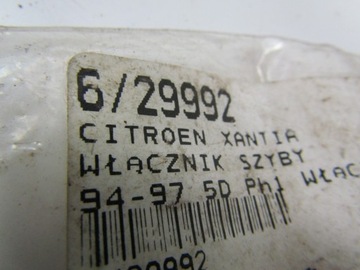 6/29992
CITROEN XANTIA
WŁĄCZNIK SZYBY
94-97 5D Ph1 WŁĄC